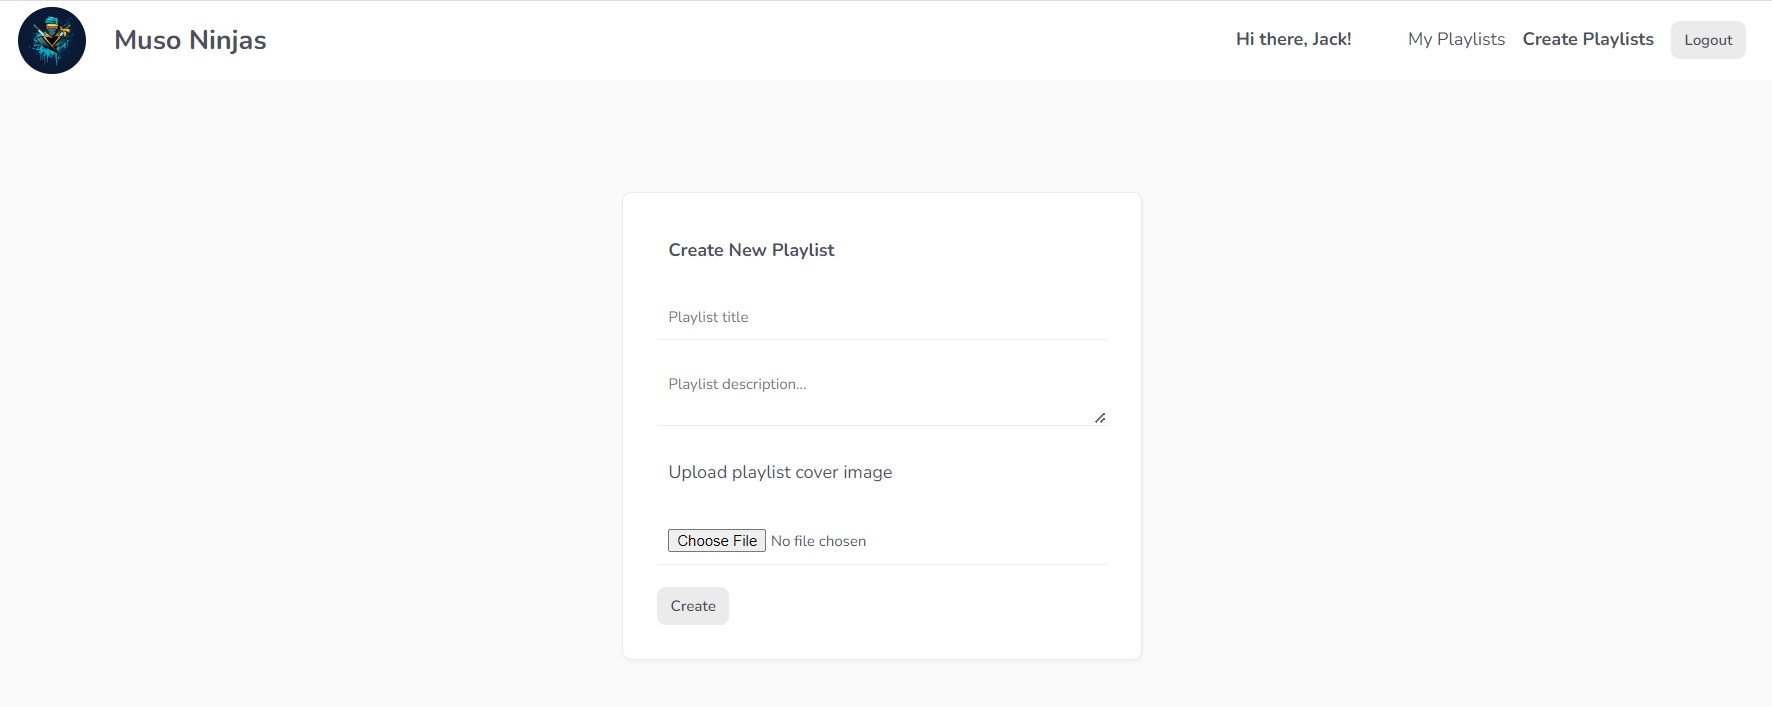 Muso Ninjas
Hi there, Jack!
My Playlists
Create Playlists
Logout
Create New Playlist
Playlist title
Playlist description...
Upload playlist cover image
Choose File No file chosen
Create